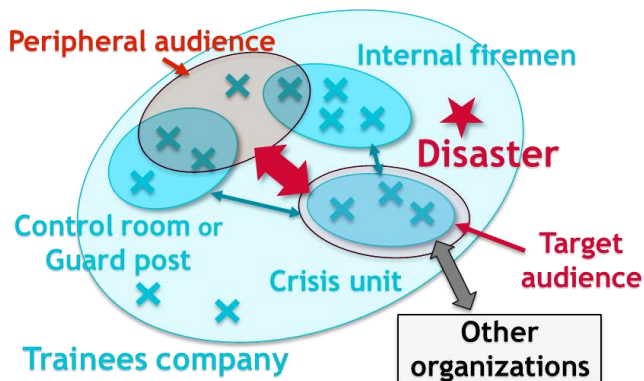 Peripheral audience
Internal firemen
Disaster
Control room or
Guard post
Crisis unit
Target
audience
Trainees company
Other
organizations